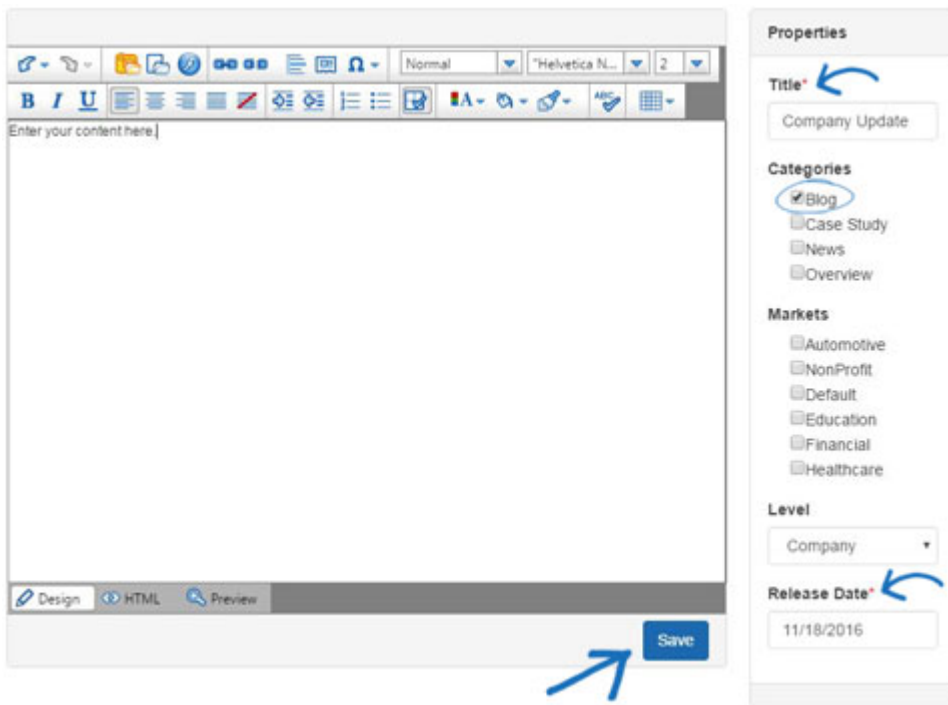 Normal "Helvetica N... 2
B I U A ABC
Enter your content here.
Design HTML Preview
Save
Properties
Title*
Company Update
Categories
Blog
Case Study
News
Overview
Markets
Automotive
NonProfit
Default
Education
Financial
Healthcare
Level
Company
Release Date*
11/18/2016